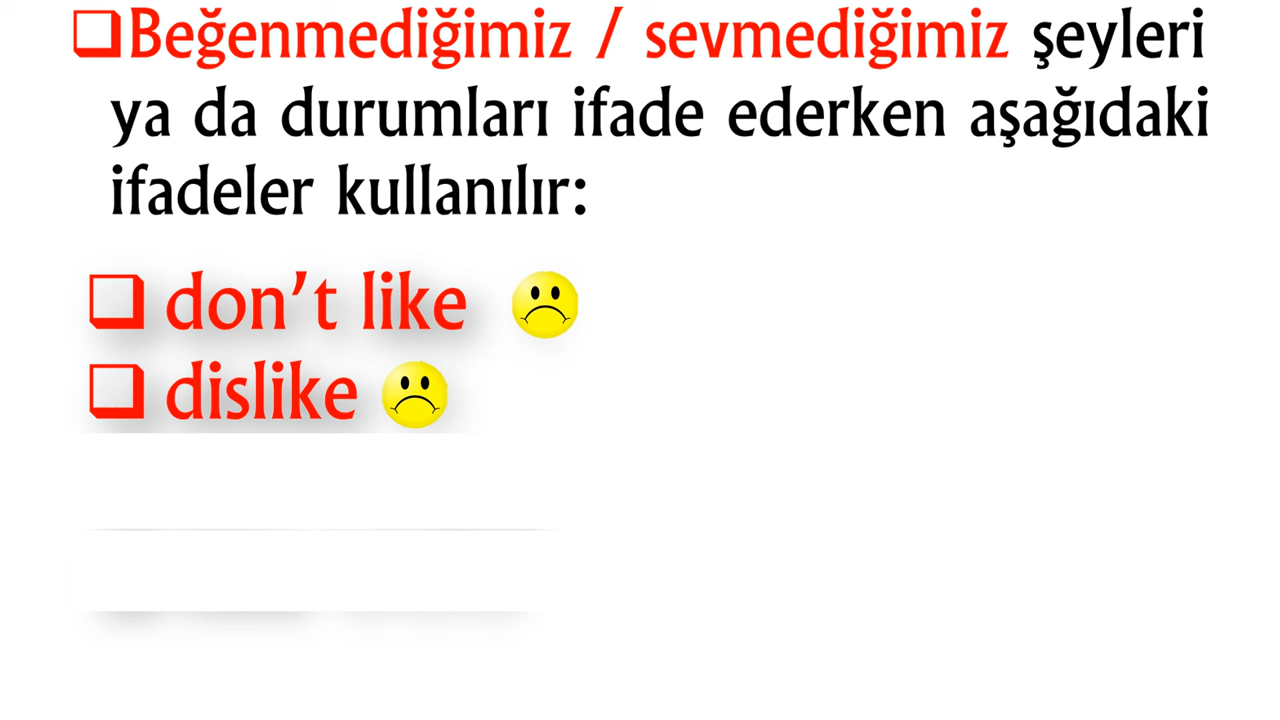 Beğenmediğimiz / sevmediğimiz şeyleri
ya da durumları ifade ederken aşağıdaki
ifadeler kullanılır:
don't like
dislike